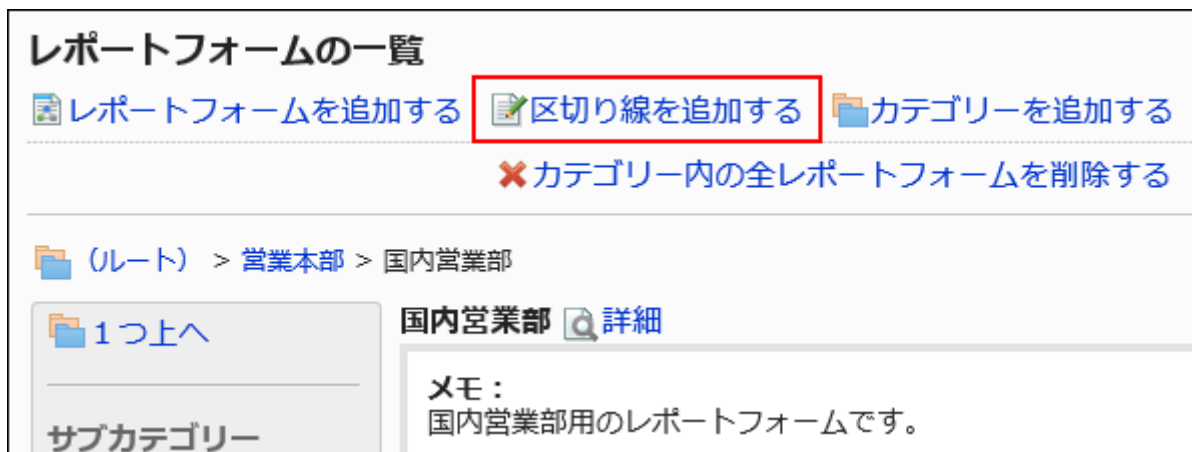 レポートフォームの一覧
レポートフォームを追加する 区切り線を追加する カテゴリーを追加する
カテゴリー内の全レポートフォームを削除する
（ルート） > 営業本部 > 国内営業部
1つ上へ
サブカテゴリー
国内営業部 詳細
メモ：
国内営業部用のレポートフォームです。